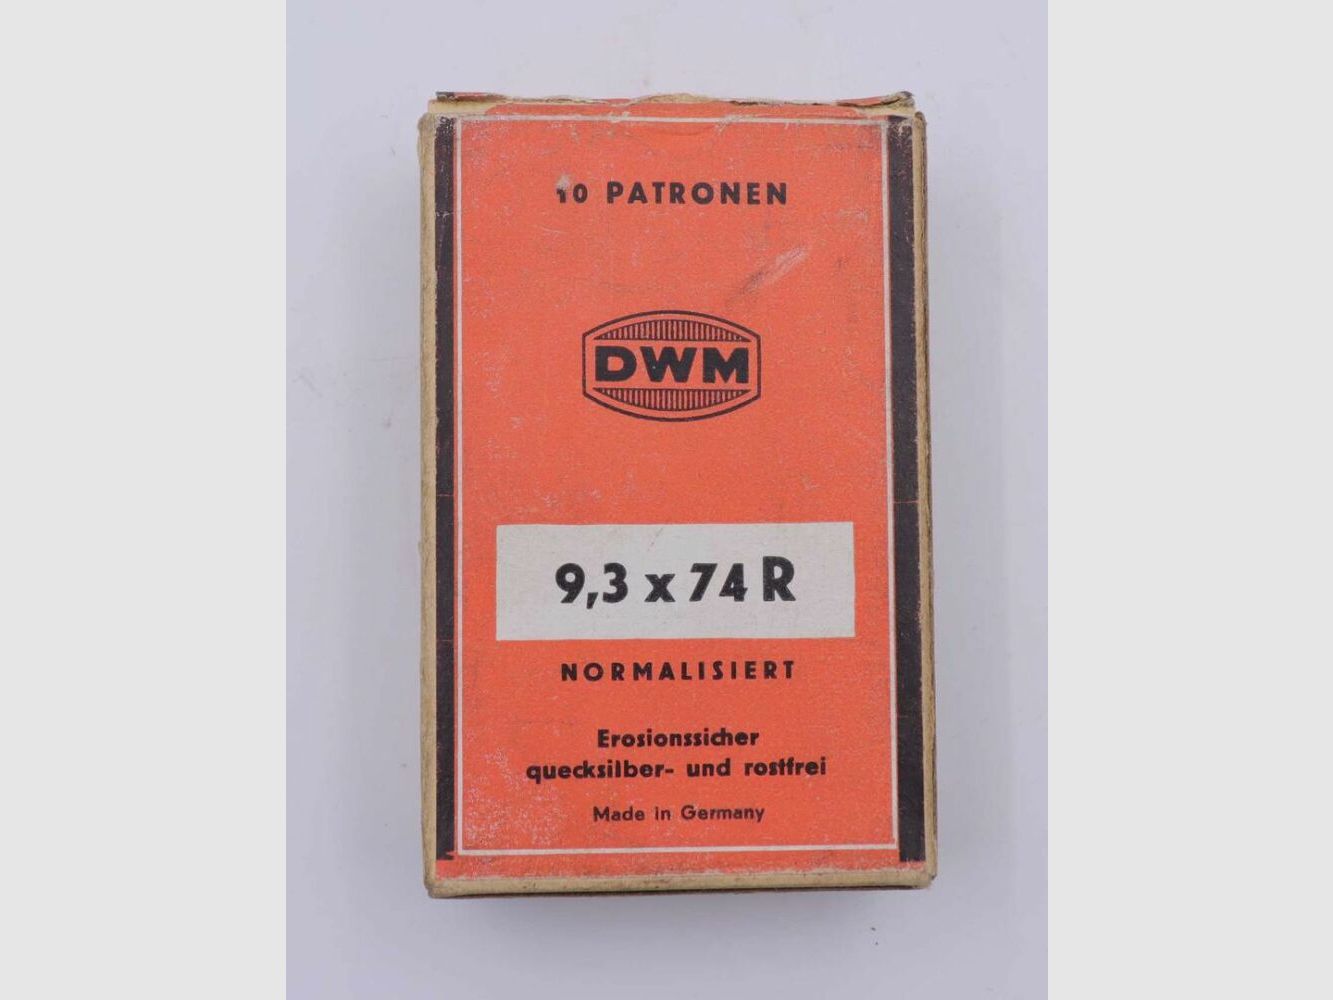 10 PATRONEN
DWM
9,3 x 74 R
NORMALISIERT
Erosionssicher
quecksilber- und rostfrei
Made in Germany